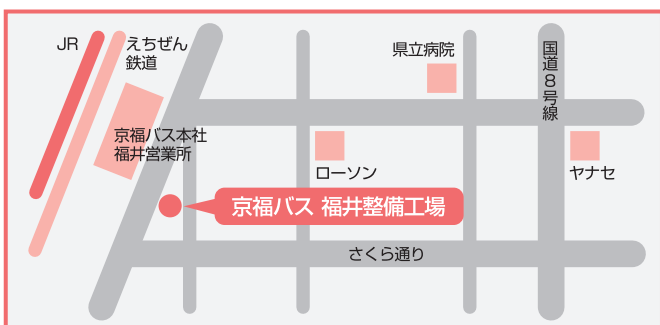 JR
えちぜん
鉄道
県立病院
国道8号線
京福バス本社
福井営業所
ローソン
ヤナセ
京福バス 福井整備工場
さくら通り